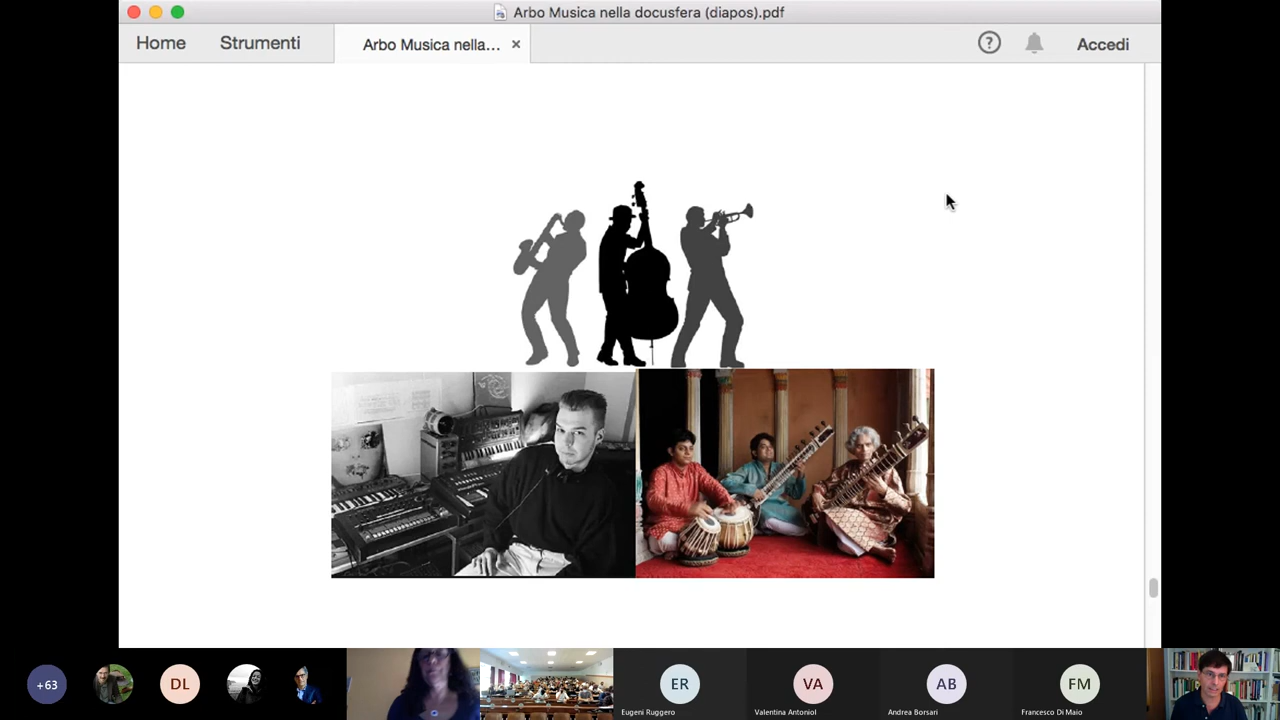 Arbo Musica nella docusfera (diapos).pdf
Home
Strumenti
Arbo Musica nella...
×
?
Accedi
+63
DL
ER
VA
AB
FM
Eugeni Ruggero
Valentina Antoniol
Andrea Borsari
Francesco Di Maio